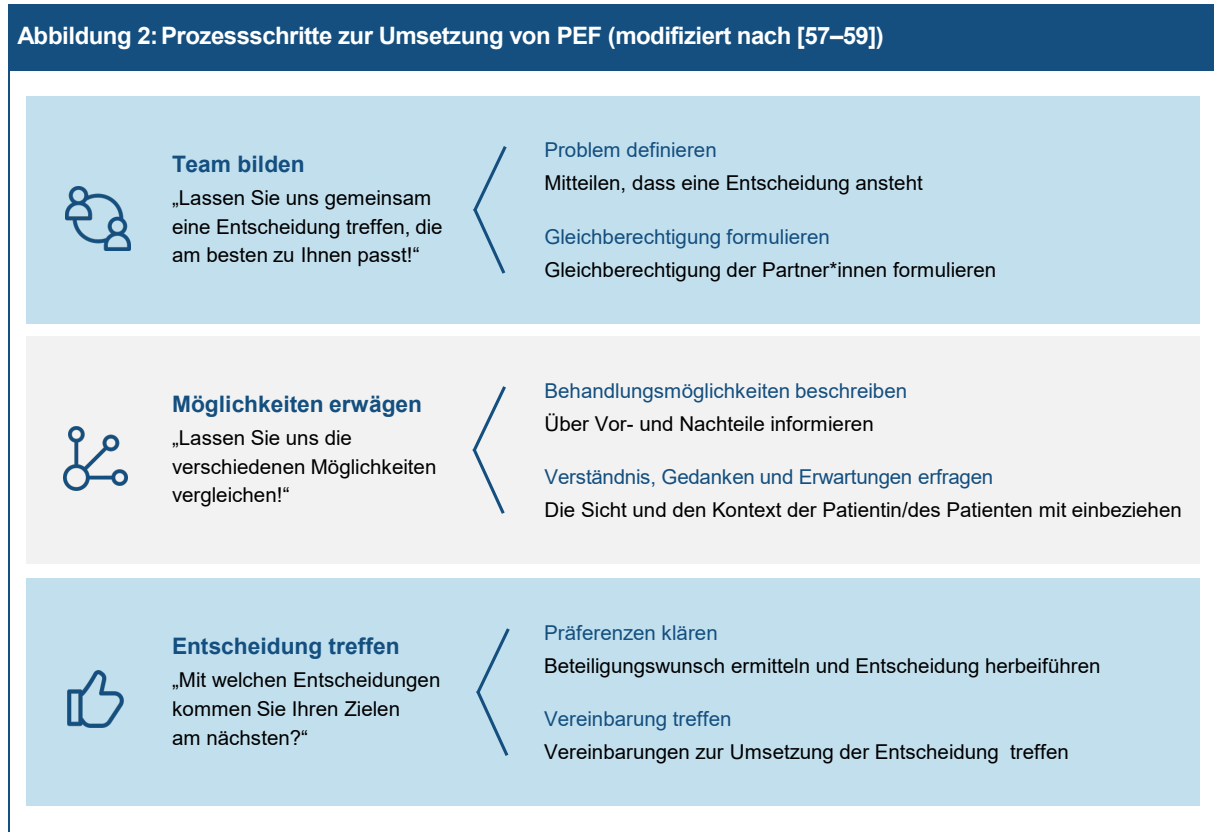 Abbildung 2: Prozessschritte zur Umsetzung von PEF (modifiziert nach [57–59])
Team bilden
„Lassen Sie uns gemeinsam
eine Entscheidung treffen, die
am besten zu Ihnen passt!“
Problem definieren
Mitteilen, dass eine Entscheidung ansteht
Gleichberechtigung formulieren
Gleichberechtigung der Partner*innen formulieren
Möglichkeiten erwägen
„Lassen Sie uns die
verschiedenen Möglichkeiten
vergleichen!“
Behandlungsmöglichkeiten beschreiben
Über Vor- und Nachteile informieren
Verständnis, Gedanken und Erwartungen erfragen
Die Sicht und den Kontext der Patientin/des Patienten mit einbeziehen
Entscheidung treffen
„Mit welchen Entscheidungen
kommen Sie Ihren Zielen
am nächsten?“
Präferenzen klären
Beteiligungswunsch ermitteln und Entscheidung herbeiführen
Vereinbarung treffen
Vereinbarungen zur Umsetzung der Entscheidung treffen